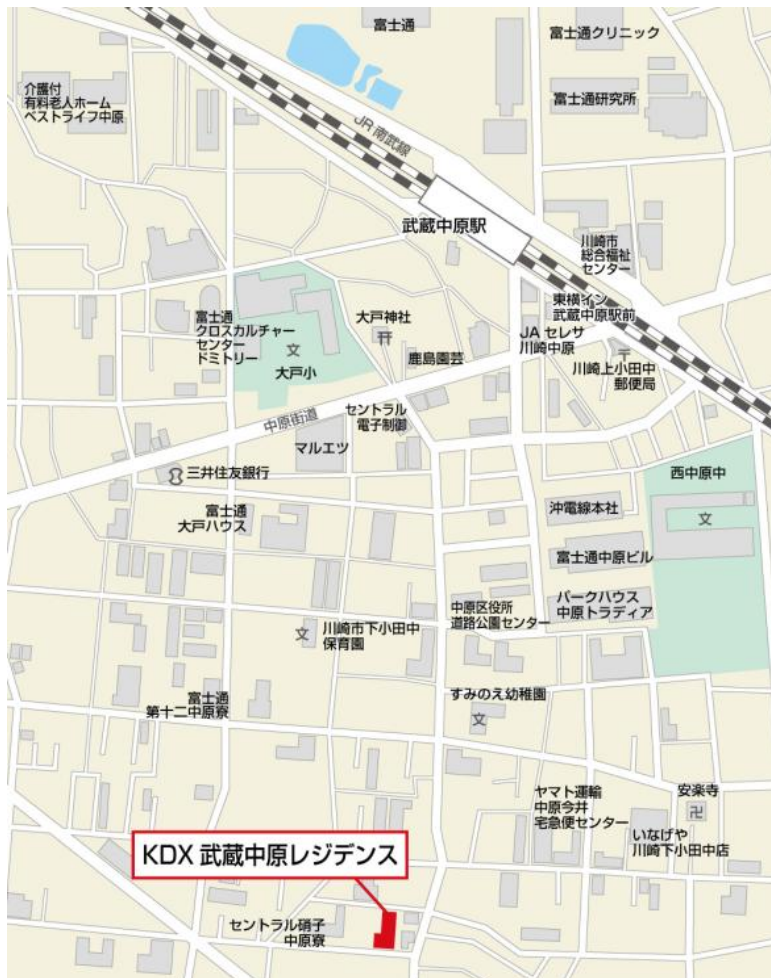 富士通
富士通クリニック
介護付
有料老人ホーム
ベストライフ中原
富士通研究所
JR 南武線
武蔵中原駅
川崎市
総合福祉
センター
東横イン
武蔵中原駅前
富士通
クロスカルチャー
センター
ドミトリー
大戸神社
JA セレサ
川崎中原
文
大戸小
鹿島園芸
〒
川崎上小田中
郵便局
中原街道
セントラル
電子制御
マルエツ
三井住友銀行
西中原中
富士通
大戸ハウス
沖電線本社
文
富士通中原ビル
パークハウス
中原トラディア
中原区役所
道路公園センター
文
川崎市下小田中
保育園
富士通
第十二中原寮
すみのえ幼稚園
文
ヤマト運輸
中原今井
宅急便センター
安楽寺
卍
いなげや
川崎下小田中店
KDX 武蔵中原レジデンス
セントラル硝子
中原寮